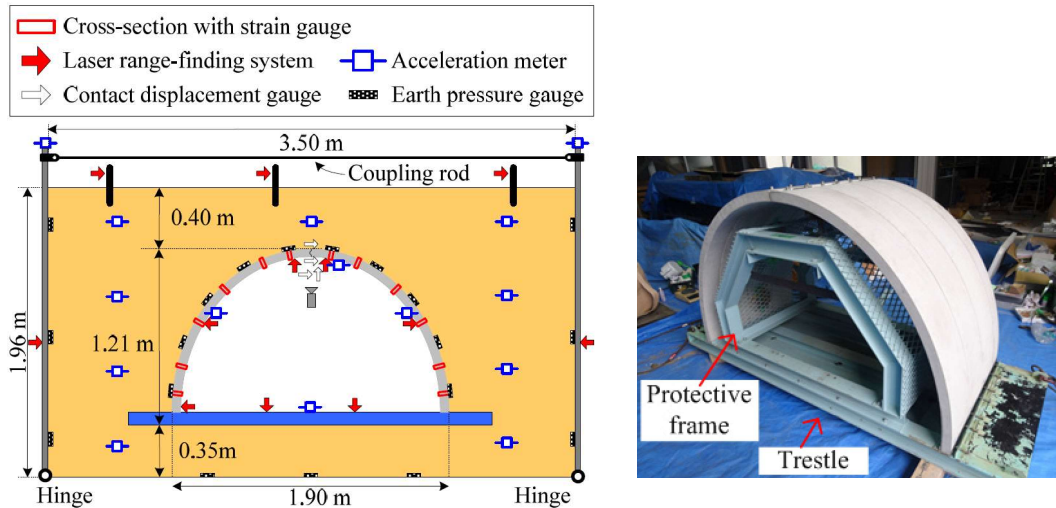 Cross-section with strain gauge
Laser range-finding system
Acceleration meter
Contact displacement gauge
Earth pressure gauge
3.50 m
Coupling rod
0.40 m
1.96 m
1.21 m
0.35m
Hinge
1.90 m
Hinge
Protective
frame
Trestle